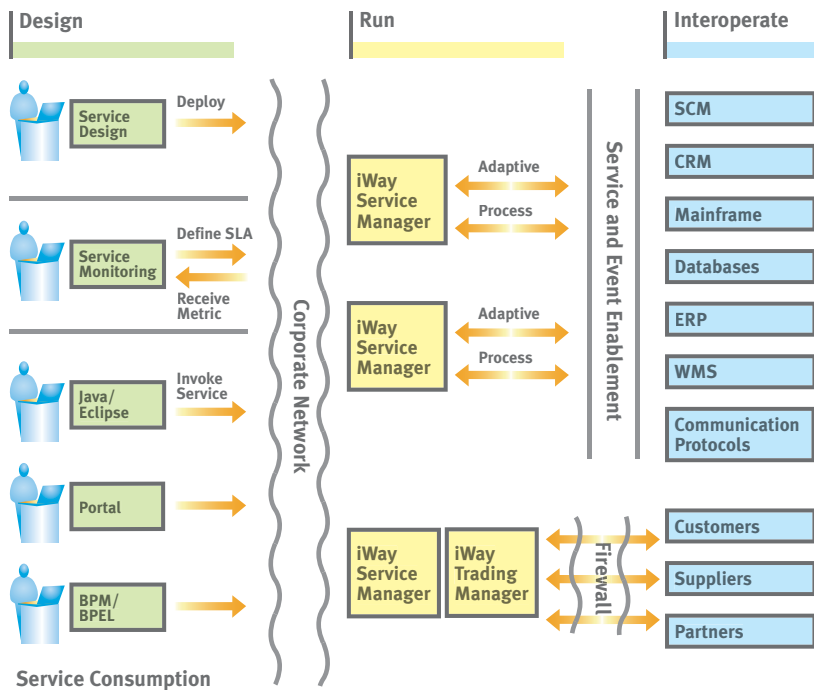 Design
Run
Interoperate
Service
Design
Deploy
Service
Monitoring
Define SLA
Receive
Metric
Java/
Eclipse
Invoke
Service
Portal
BPM/
BPEL
Service Consumption
Corporate Network
iWay
Service
Manager
Adaptive
Process
iWay
Service
Manager
Adaptive
Process
iWay
Service
Manager
iWay
Trading
Manager
Service and Event Enablement
Firewall
SCM
CRM
Mainframe
Databases
ERP
WMS
Communication
Protocols
Customers
Suppliers
Partners